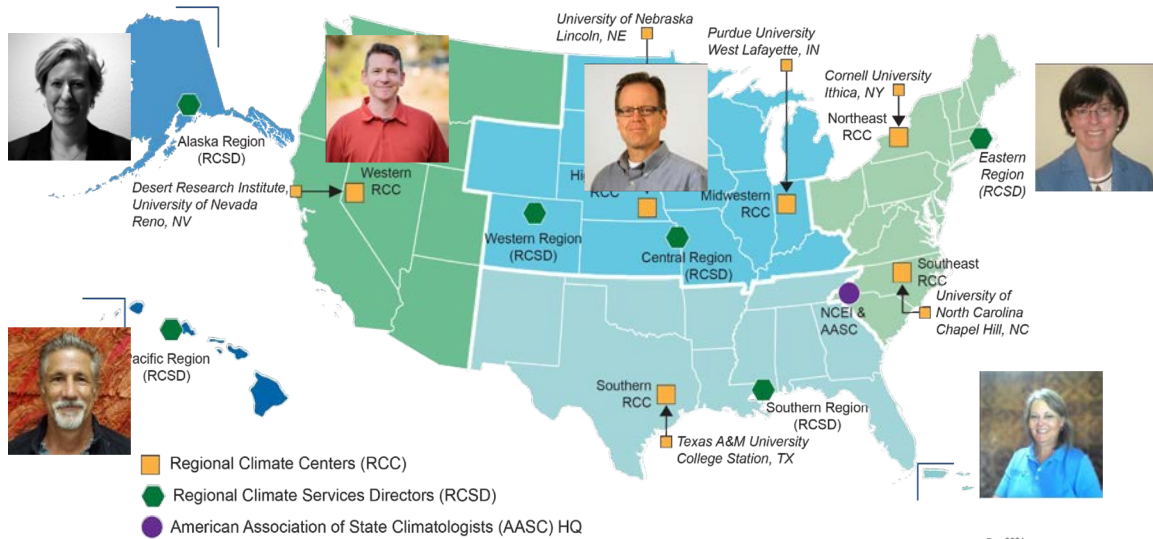 University of Nebraska
Lincoln, NE
Purdue University
West Lafayette, IN
Cornell University
Ithica, NY
Northeast
RCC
Alaska Region
(RCSD)
Eastern
Region
(RCSD)
Desert Research Institute,
University of Nevada
Reno, NV
Western
RCC
RCC
Midwestern
RCC
Western Region
(RCSD)
Central Region
(RCSD)
Southeast
RCC
University of
North Carolina
Chapel Hill, NC
NCEI &
AASC
acific Region
(RCSD)
Southern
RCC
Southern Region
(RCSD)
Texas A&M University
College Station, TX
Regional Climate Centers (RCC)
Regional Climate Services Directors (RCSD)
American Association of State Climatologists (AASC) HQ